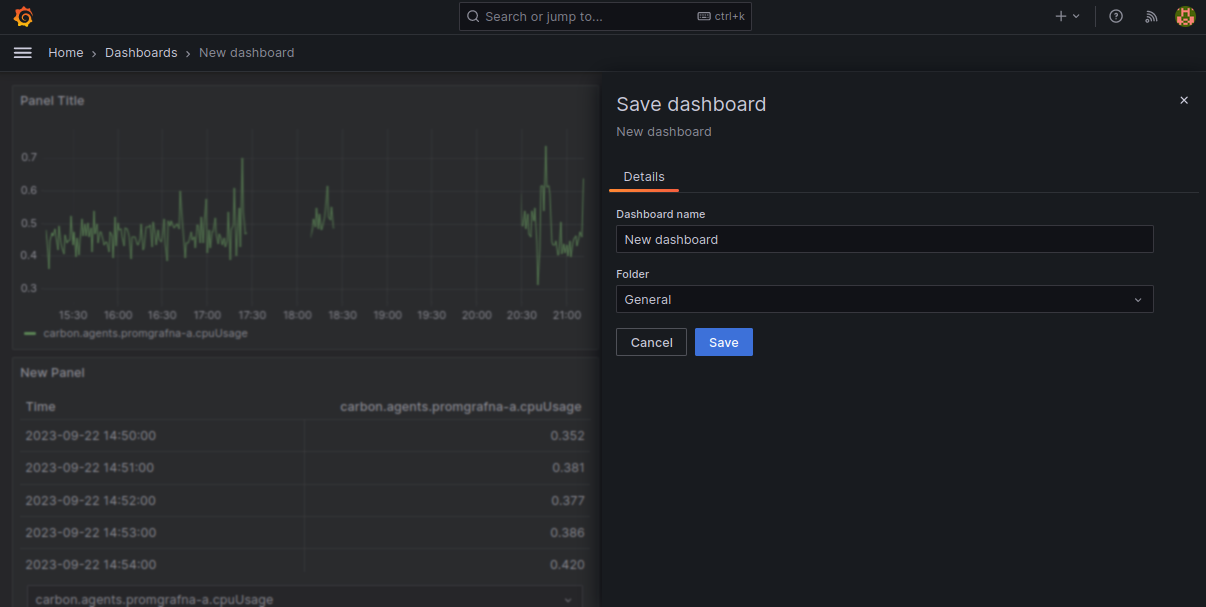 Search or jump to...
ctrl+k
Home › Dashboards › New dashboard
Panel Title
0.7
0.6
0.5
0.4
0.3
15:30 16:00 16:30 17:00 17:30 18:00 18:30 19:00 19:30 20:00 20:30 21:00
carbon.agents.promgrafna-a.cpuUsage
New Panel
Time carbon.agents.promgrafna-a.cpuUsage
2023-09-22 14:50:00 0.352
2023-09-22 14:51:00 0.381
2023-09-22 14:52:00 0.377
2023-09-22 14:53:00 0.386
2023-09-22 14:54:00 0.420
carbon.agents.promgrafna-a.cpuUsage
Save dashboard
New dashboard
Details
Dashboard name
New dashboard
Folder
General
Cancel
Save